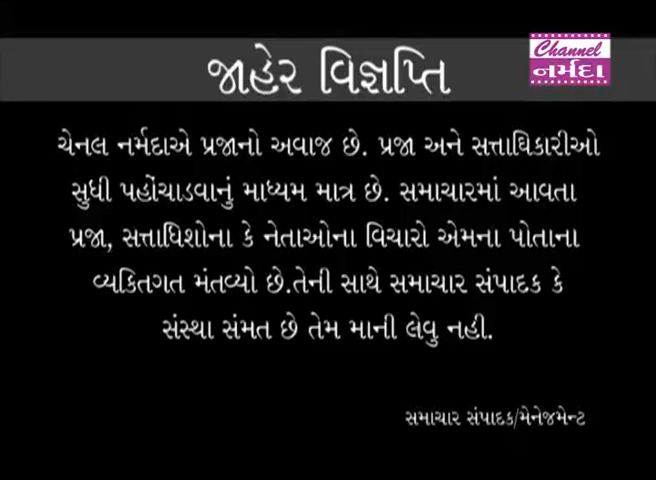 Channel
નર્મદા
જાહેર વિજ્ઞપ્તિ
ચેનલ નર્મદાએ પ્રજાનો અવાજ છે. પ્રજા અને સત્તાધિકારીઓ
સુધી પહોંચાડવાનું માધ્યમ માત્ર છે. સમાચારમાં આવતા
પ્રજા, સત્તાધિશોના કે નેતાઓના વિચારો એમના પોતાના
વ્યકિતગત મંતવ્યો છે.તેની સાથે સમાચાર સંપાદક કે
સંસ્થા સંમત છે તેમ માની લેવુ નહી.
સમાચાર સંપાદક/મેનેજમેન્ટ